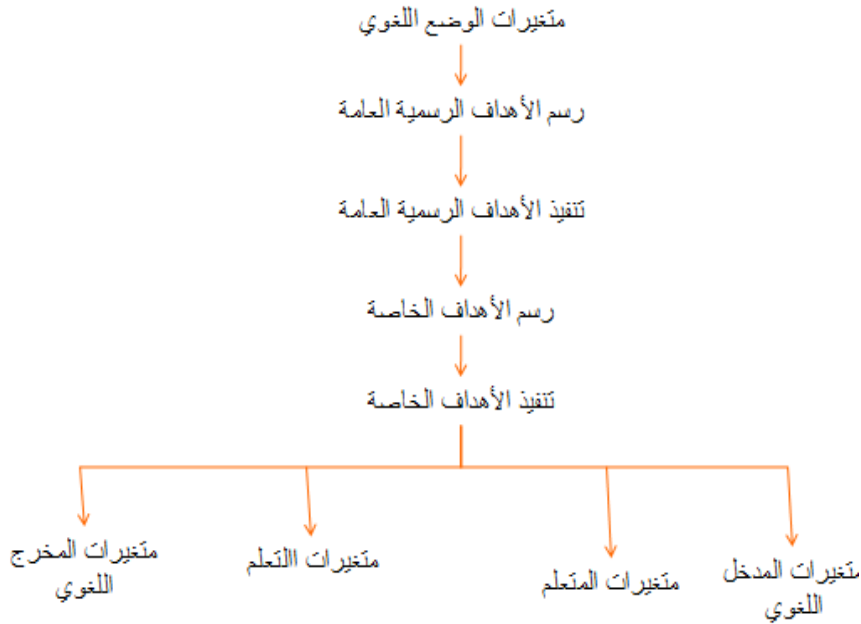 متغيرات الوضع اللغوي
رسم الأهداف الرسمية العامة
تنفيذ الأهداف الرسمية العامة
رسم الأهداف الخاصة
تنفيذ الأهداف الخاصة
متغيرات المدخل
اللغوي
متغيرات المتعلم
متغيرات االتعلم
متغيرات المخرج
اللغوي